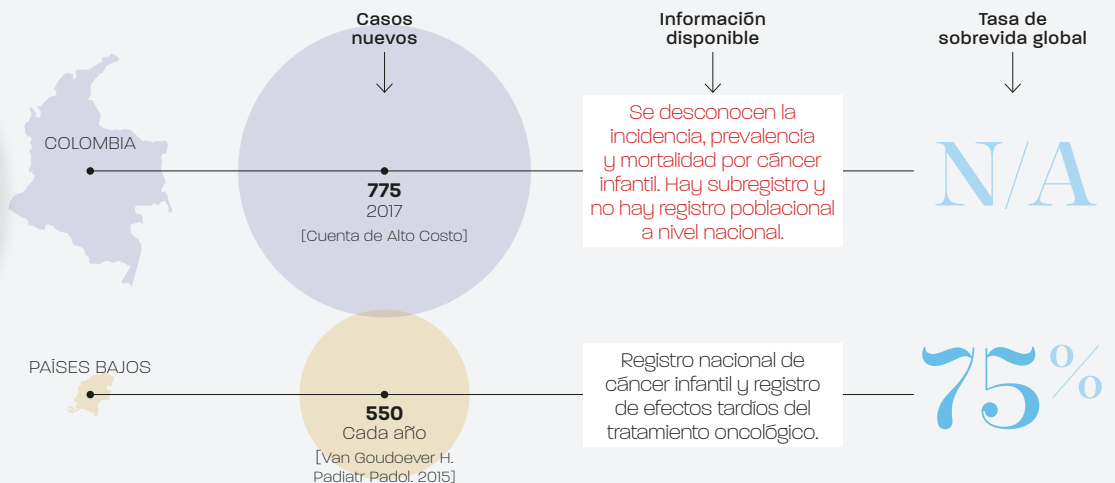 Casos
nuevos
Información
disponible
Tasa de
sobrevida global
COLOMBIA
775
2017
[Cuenta de Alto Costo]
Se desconocen la
incidencia, prevalencia
y mortalidad por cáncer
infantil. Hay subregistro y
no hay registro poblacional
a nivel nacional.
N/A
PAÍSES BAJOS
550
Cada año
[Van Goudoever H.
Padiatr Padol. 2015]
Registro nacional de
cáncer infantil y registro
de efectos tardíos del
tratamiento oncológico.
75%